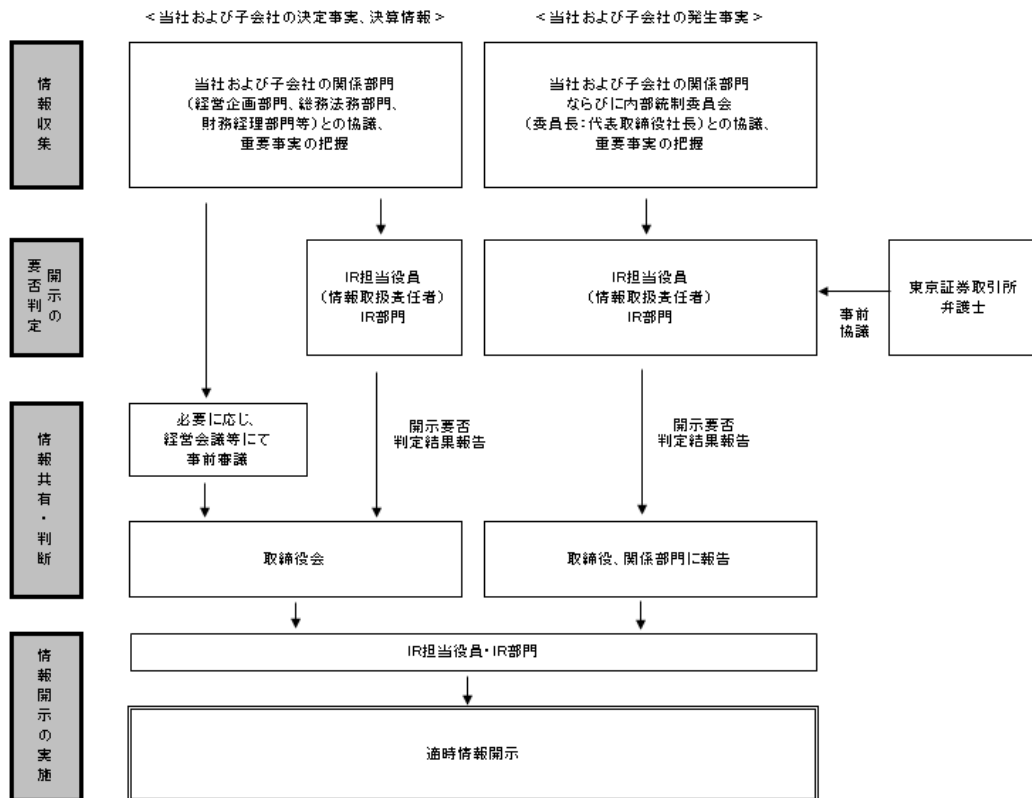 ＜当社および子会社の決定事実、決算情報＞
＜当社および子会社の発生事実＞
情報収集
当社および子会社の関係部門
（経営企画部門、総務法務部門、
財務経理部門等）との協議、
重要事実の把握
当社および子会社の関係部門
ならびに内部統制委員会
（委員長：代表取締役社長）との協議、
重要事実の把握
開示の
要否判定
IR担当役員
（情報取扱責任者）
IR部門
IR担当役員
（情報取扱責任者）
IR部門
事前
協議
東京証券取引所
弁護士
情報共有・判断
必要に応じ、
経営会議等にて
事前審議
開示要否
判定結果報告
開示要否
判定結果報告
取締役会
取締役、関係部門に報告
情報開示の実施
IR担当役員・IR部門
適時情報開示